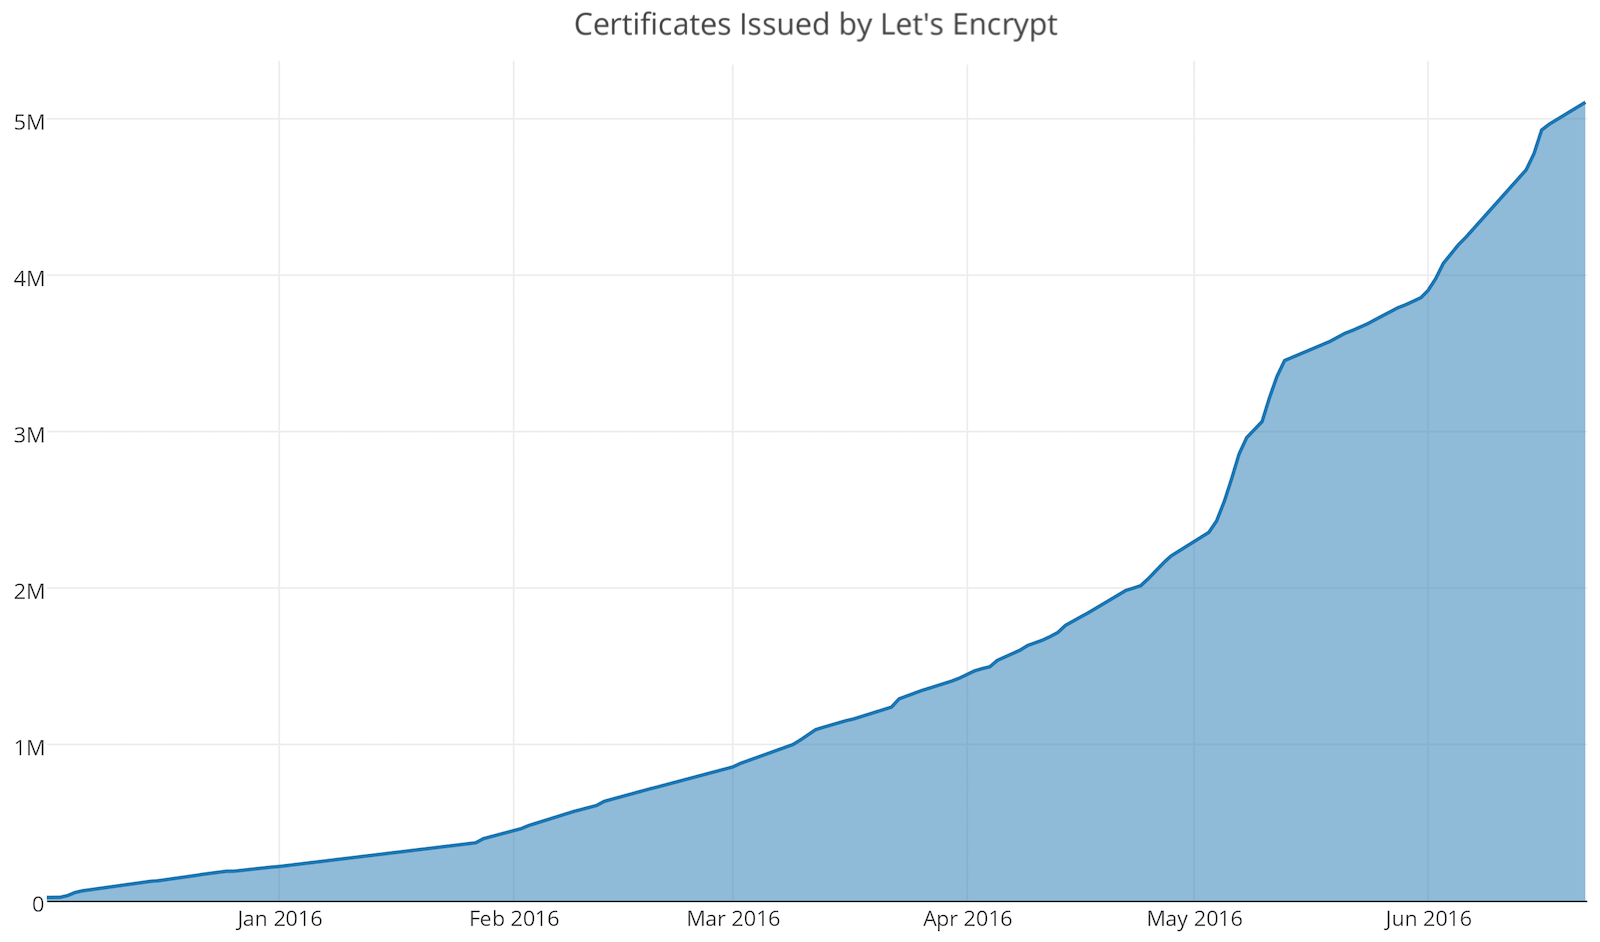 Certificates Issued by Let's Encrypt
5M
4M
3M
2M
1M
0
Jan 2016 Feb 2016 Mar 2016 Apr 2016 May 2016 Jun 2016